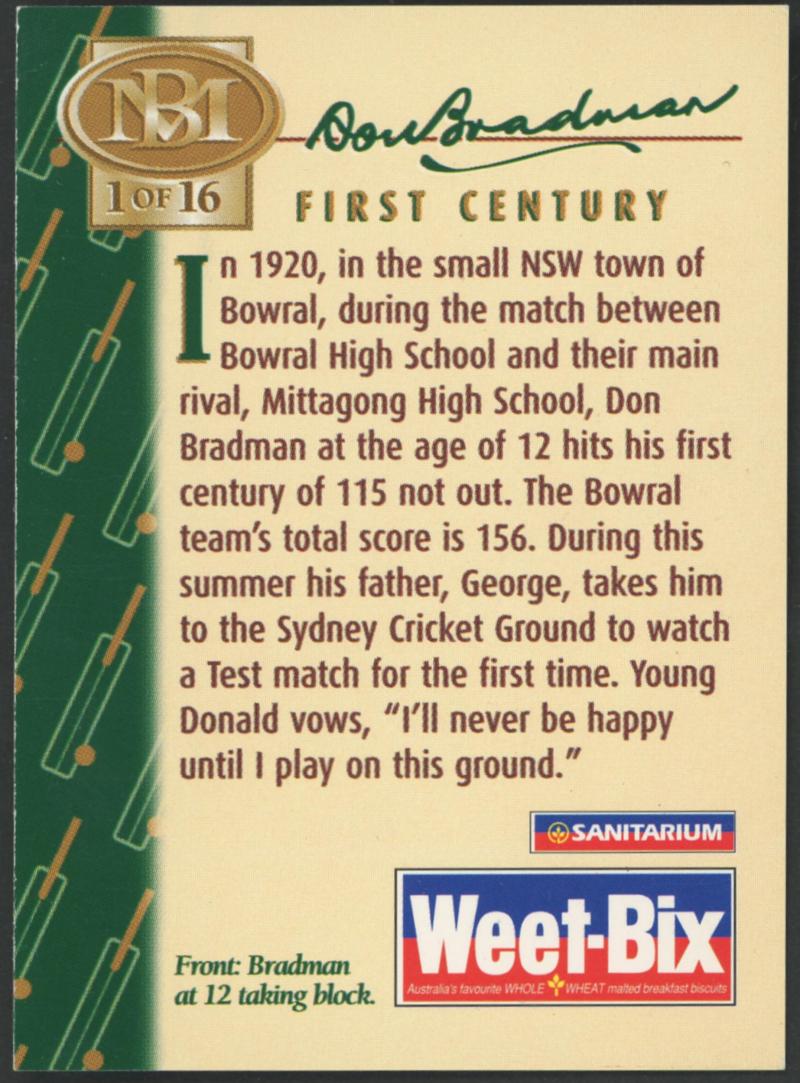 BM
1 OF 16
Don Bradman
FIRST CENTURY
In 1920, in the small NSW town of
Bowral, during the match between
Bowral High School and their main
rival, Mittagong High School, Don
Bradman at the age of 12 hits his first
century of 115 not out. The Bowral
team's total score is 156. During this
summer his father, George, takes him
to the Sydney Cricket Ground to watch
a Test match for the first time. Young
Donald vows, “I'll never be happy
until I play on this ground.”
SANITARIUM
Weet-Bix
Australia's favourite WHOLE WHEAT malted breakfast biscuits
Front: Bradman
at 12 taking block.